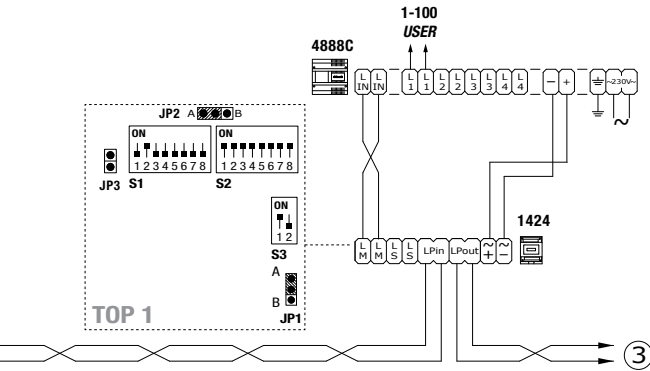 1-100
USER
4888C
L IN L IN L 1 L 1 L 2 L 2 L 3 L 3 L 4 L 4 − + ~230V~
~
JP2 A B
ON
1 2 3 4 5 6 7 8
ON
1 2 3 4 5 6 7 8
JP3 S1 S2
ON
1 2
S3
1424
L M L M L S L S LPin LPout ~ + ~ −
A
B
JP1
TOP 1
3